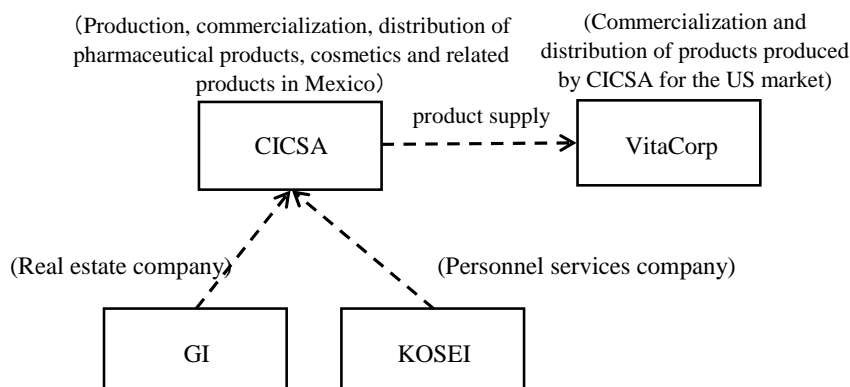 （Production, commercialization, distribution of
pharmaceutical products, cosmetics and related
products in Mexico）
(Commercialization and
distribution of products produced
by CICSA for the US market)
CICSA
product supply
VitaCorp
(Real estate company)
(Personnel services company)
GI
KOSEI